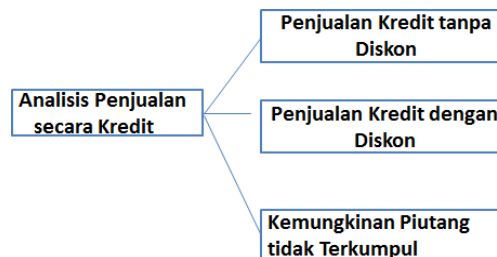 Penjualan Kredit tanpa
Diskon
Analisis Penjualan
secara Kredit
Penjualan Kredit dengan
Diskon
Kemungkinan Piutang
tidak Terkumpul